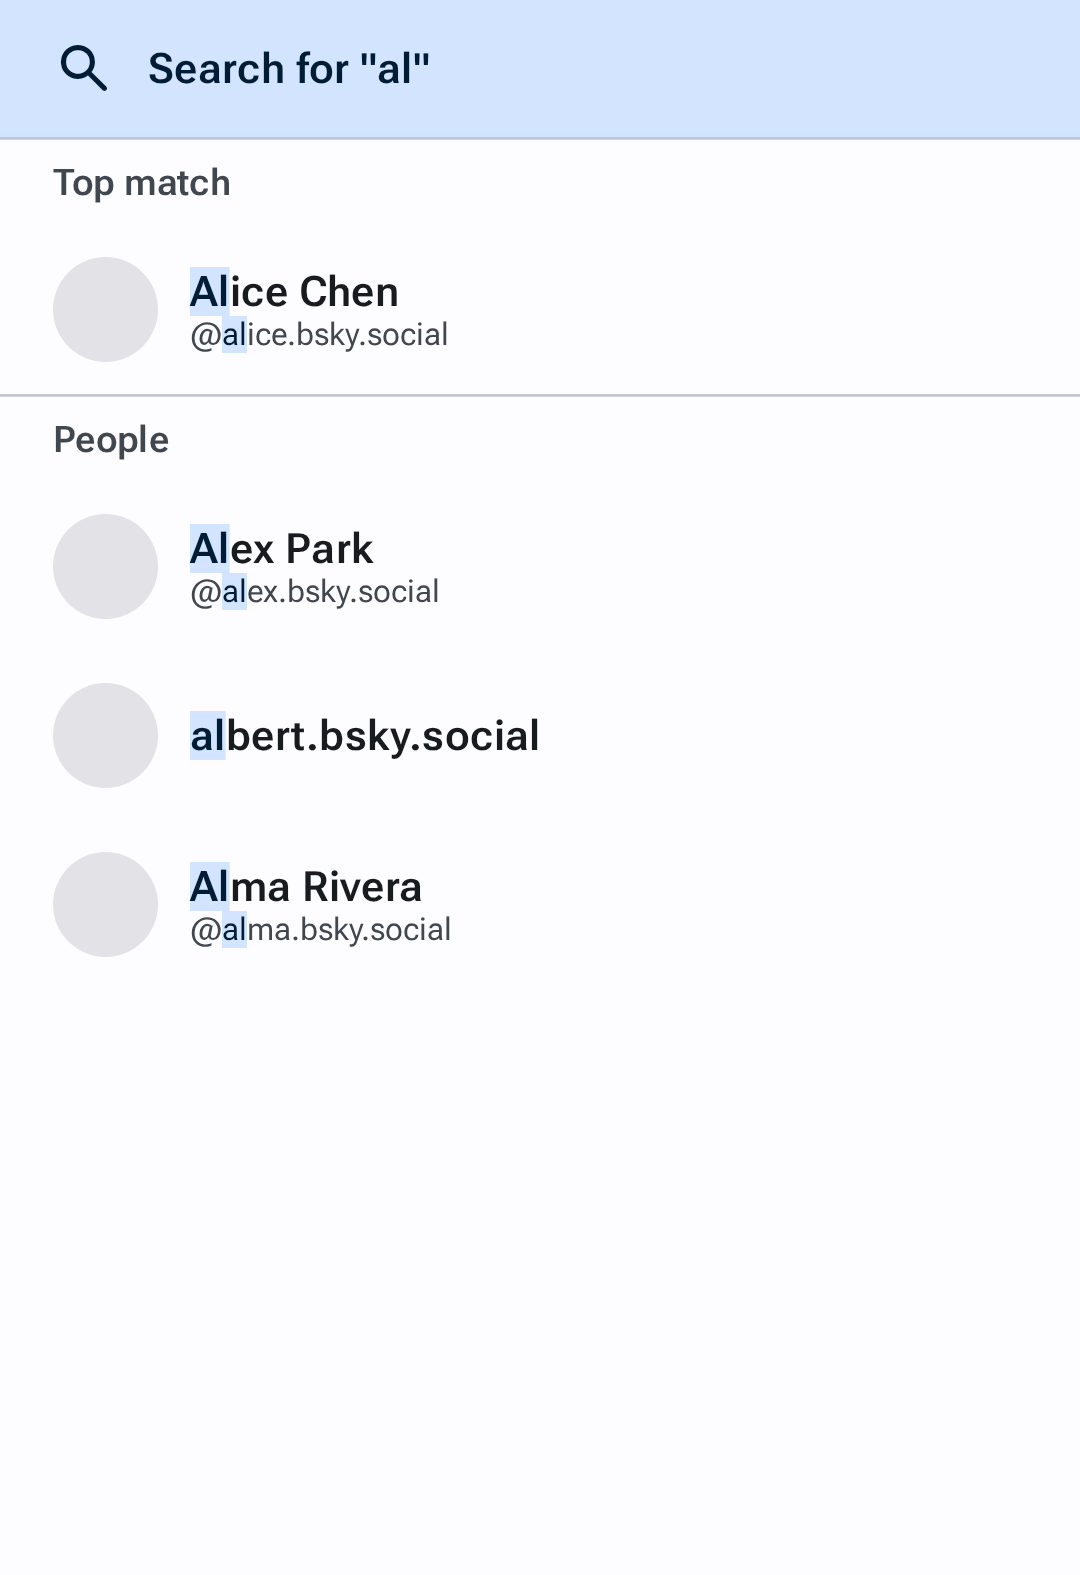 Search for "al"
Top match
Alice Chen
@alice.bsky.social
People
Alex Park
@alex.bsky.social
albert.bsky.social
Alma Rivera
@alma.bsky.social